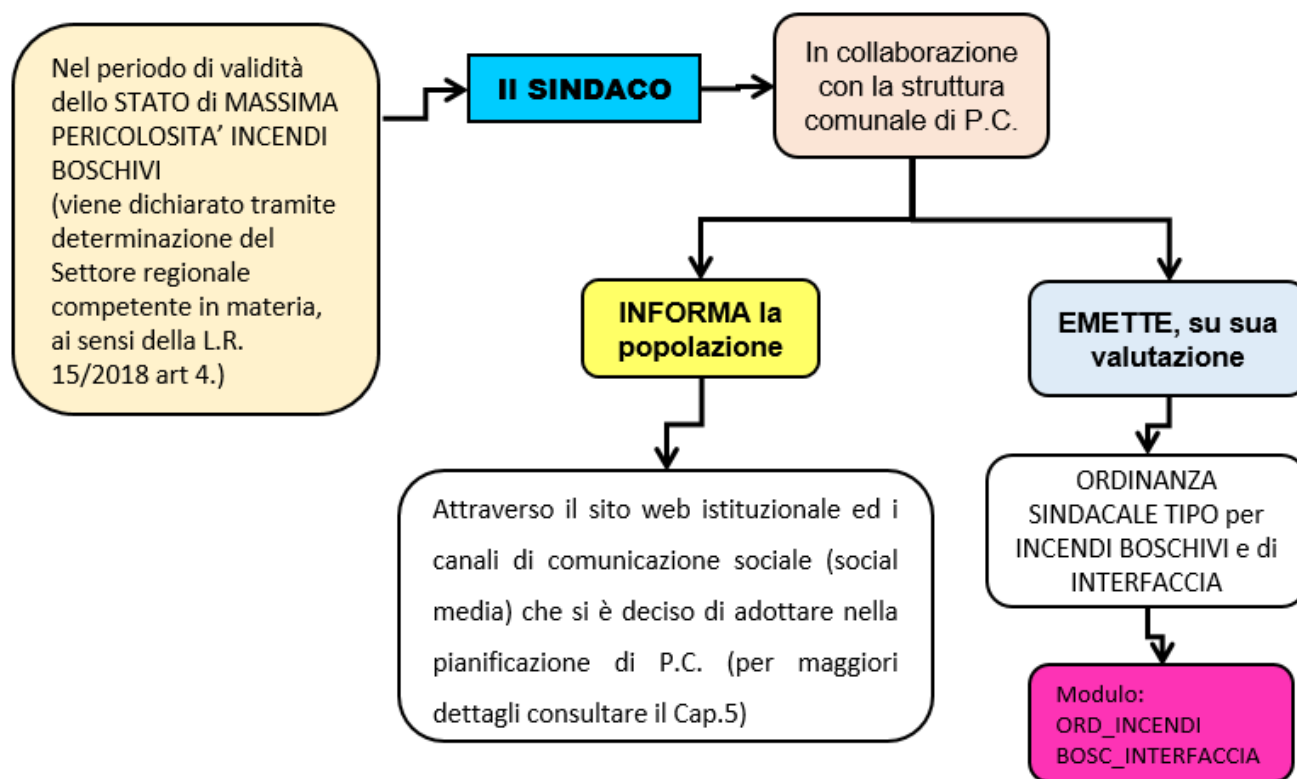 Nel periodo di validità
dello STATO di MASSIMA
PERICOLOSITA’ INCENDI
BOSCHIVI
(viene dichiarato tramite
determinazione del
Settore regionale
competente in materia,
ai sensi della L.R.
15/2018 art 4.)
Il SINDACO
In collaborazione
con la struttura
comunale di P.C.
INFORMA la
popolazione
EMETTE, su sua
valutazione
Attraverso il sito web istituzionale ed i
canali di comunicazione sociale (social
media) che si è deciso di adottare nella
pianificazione di P.C. (per maggiori
dettagli consultare il Cap.5)
ORDINANZA
SINDACALE TIPO per
INCENDI BOSCHIVI e di
INTERFACCIA
Modulo:
ORD_INCENDI
BOSC_INTERFACCIA